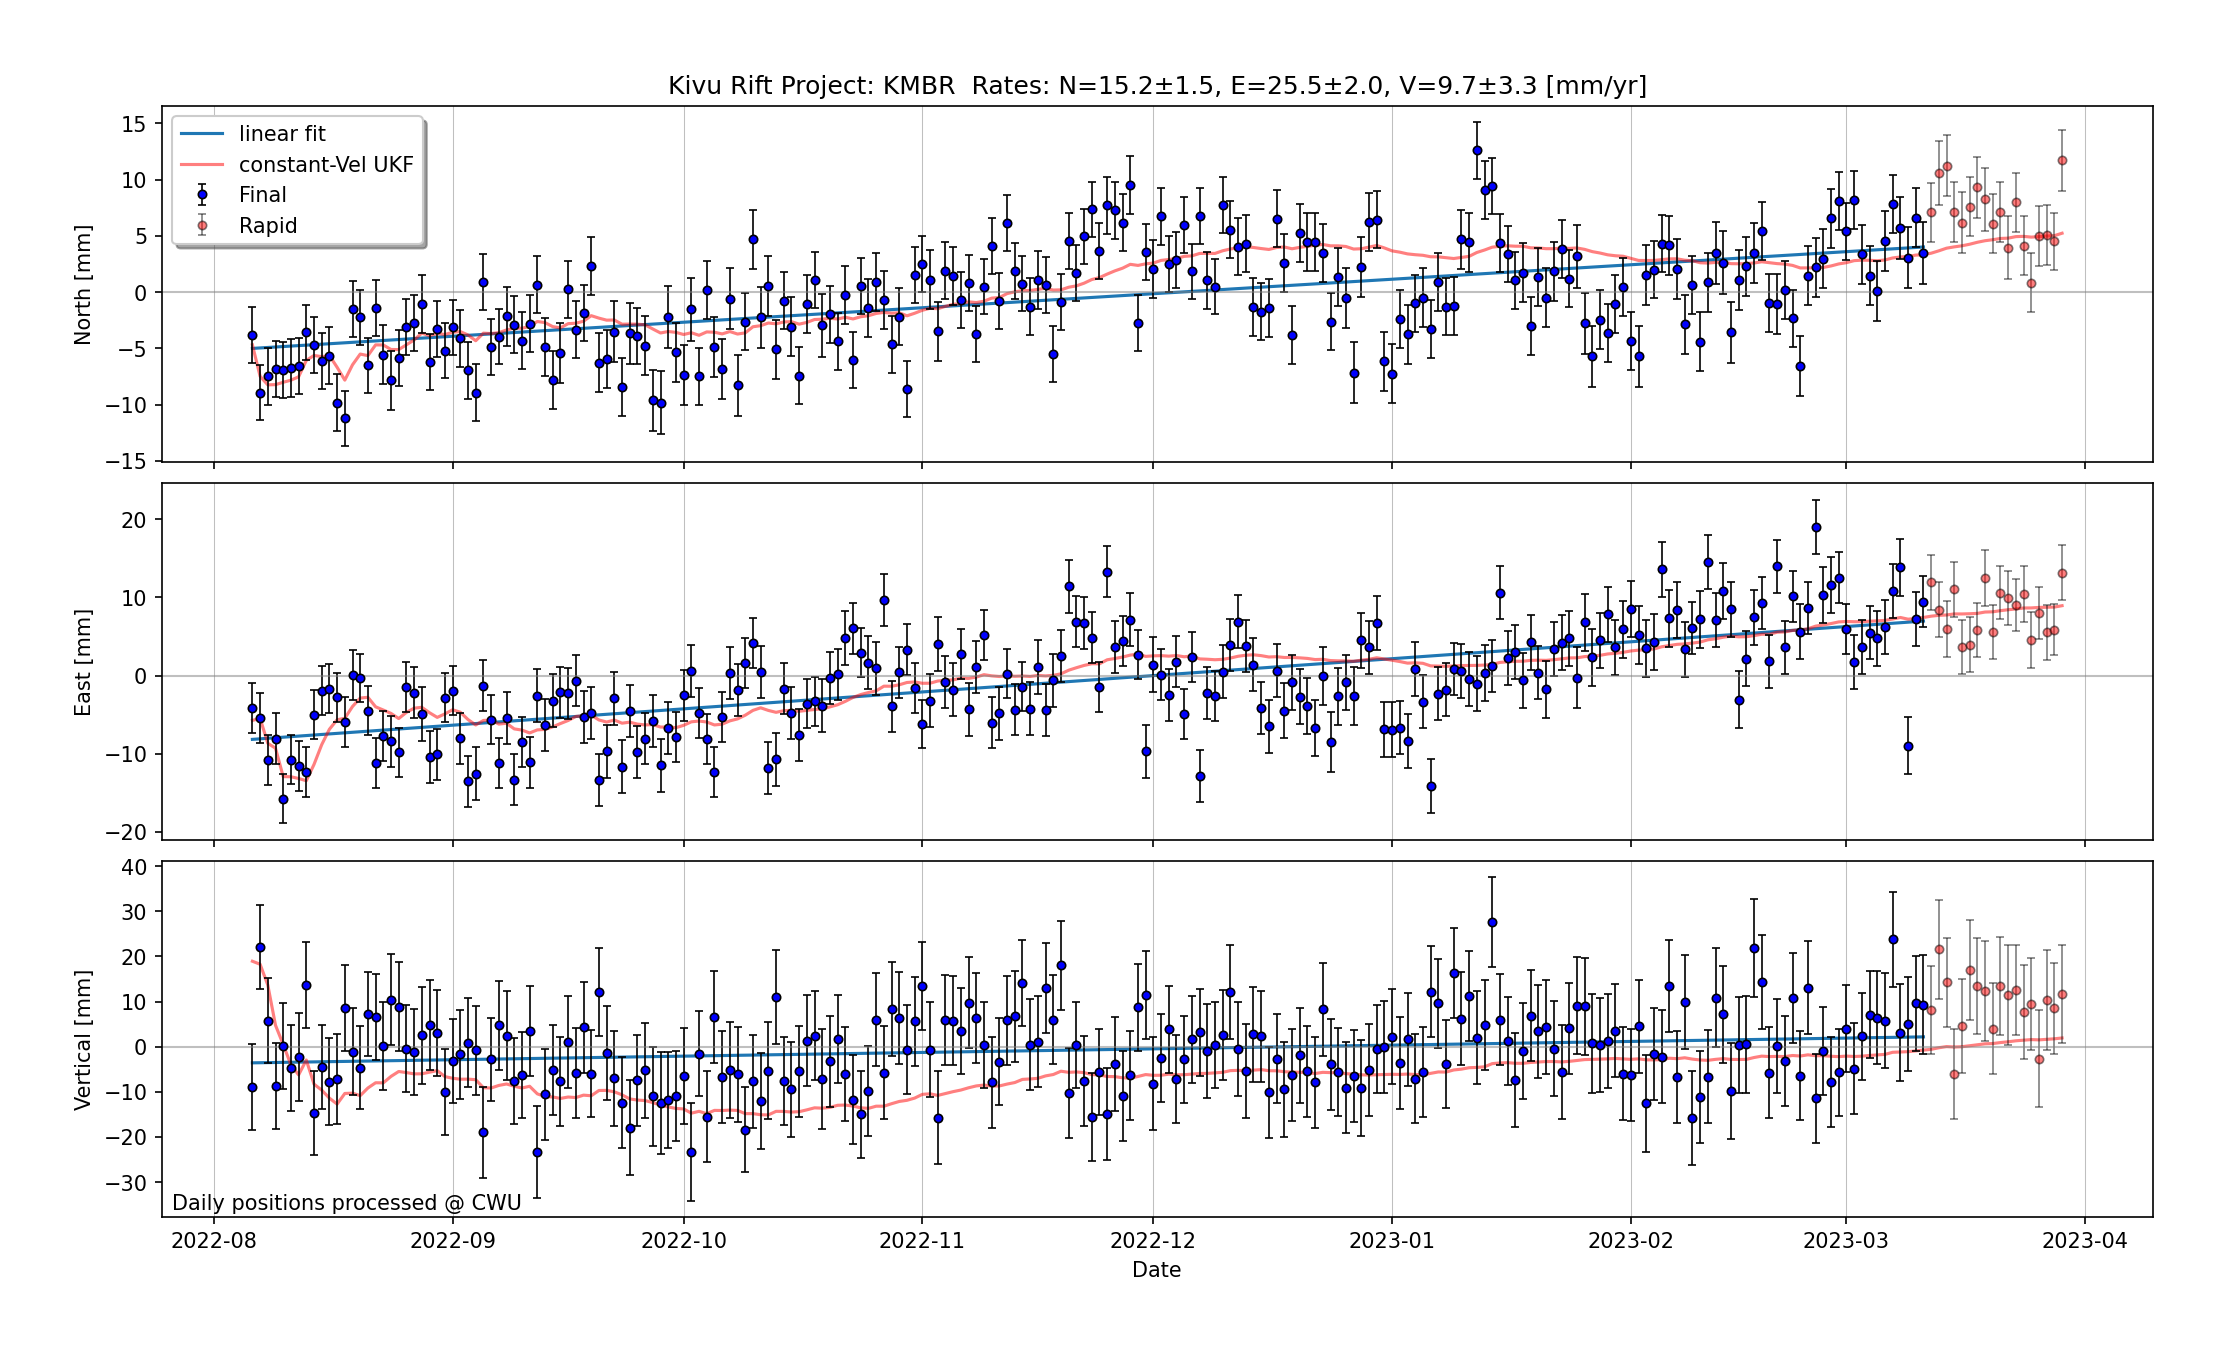 Kivu Rift Project: KMBR  Rates: N=15.2±1.5, E=25.5±2.0, V=9.7±3.3 [mm/yr]
linear fit
constant-Vel UKF
Final
Rapid
North [mm]
15
10
5
0
−5
−10
−15
East [mm]
20
10
0
−10
−20
Vertical [mm]
40
30
20
10
0
−10
−20
−30
Daily positions processed @ CWU
2022-08 2022-09 2022-10 2022-11 2022-12 2023-01 2023-02 2023-03 2023-04
Date